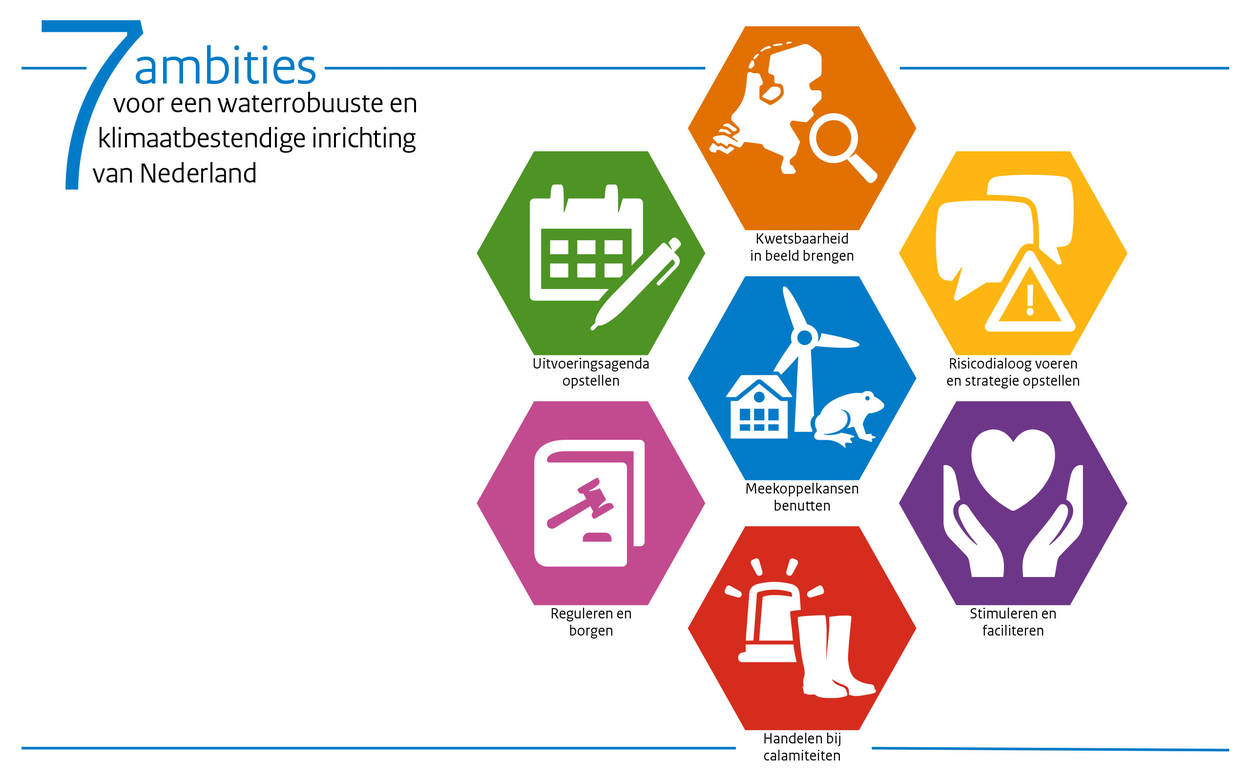 7 ambities
voor een waterrobuuste en
klimaatbestendige inrichting
van Nederland
Kwetsbaarheid
in beeld brengen
Uitvoeringsagenda
opstellen
Risicodialoog voeren
en strategie opstellen
Meekoppelkansen
benutten
Reguleren en
borgen
Stimuleren en
faciliteren
Handelen bij
calamiteiten